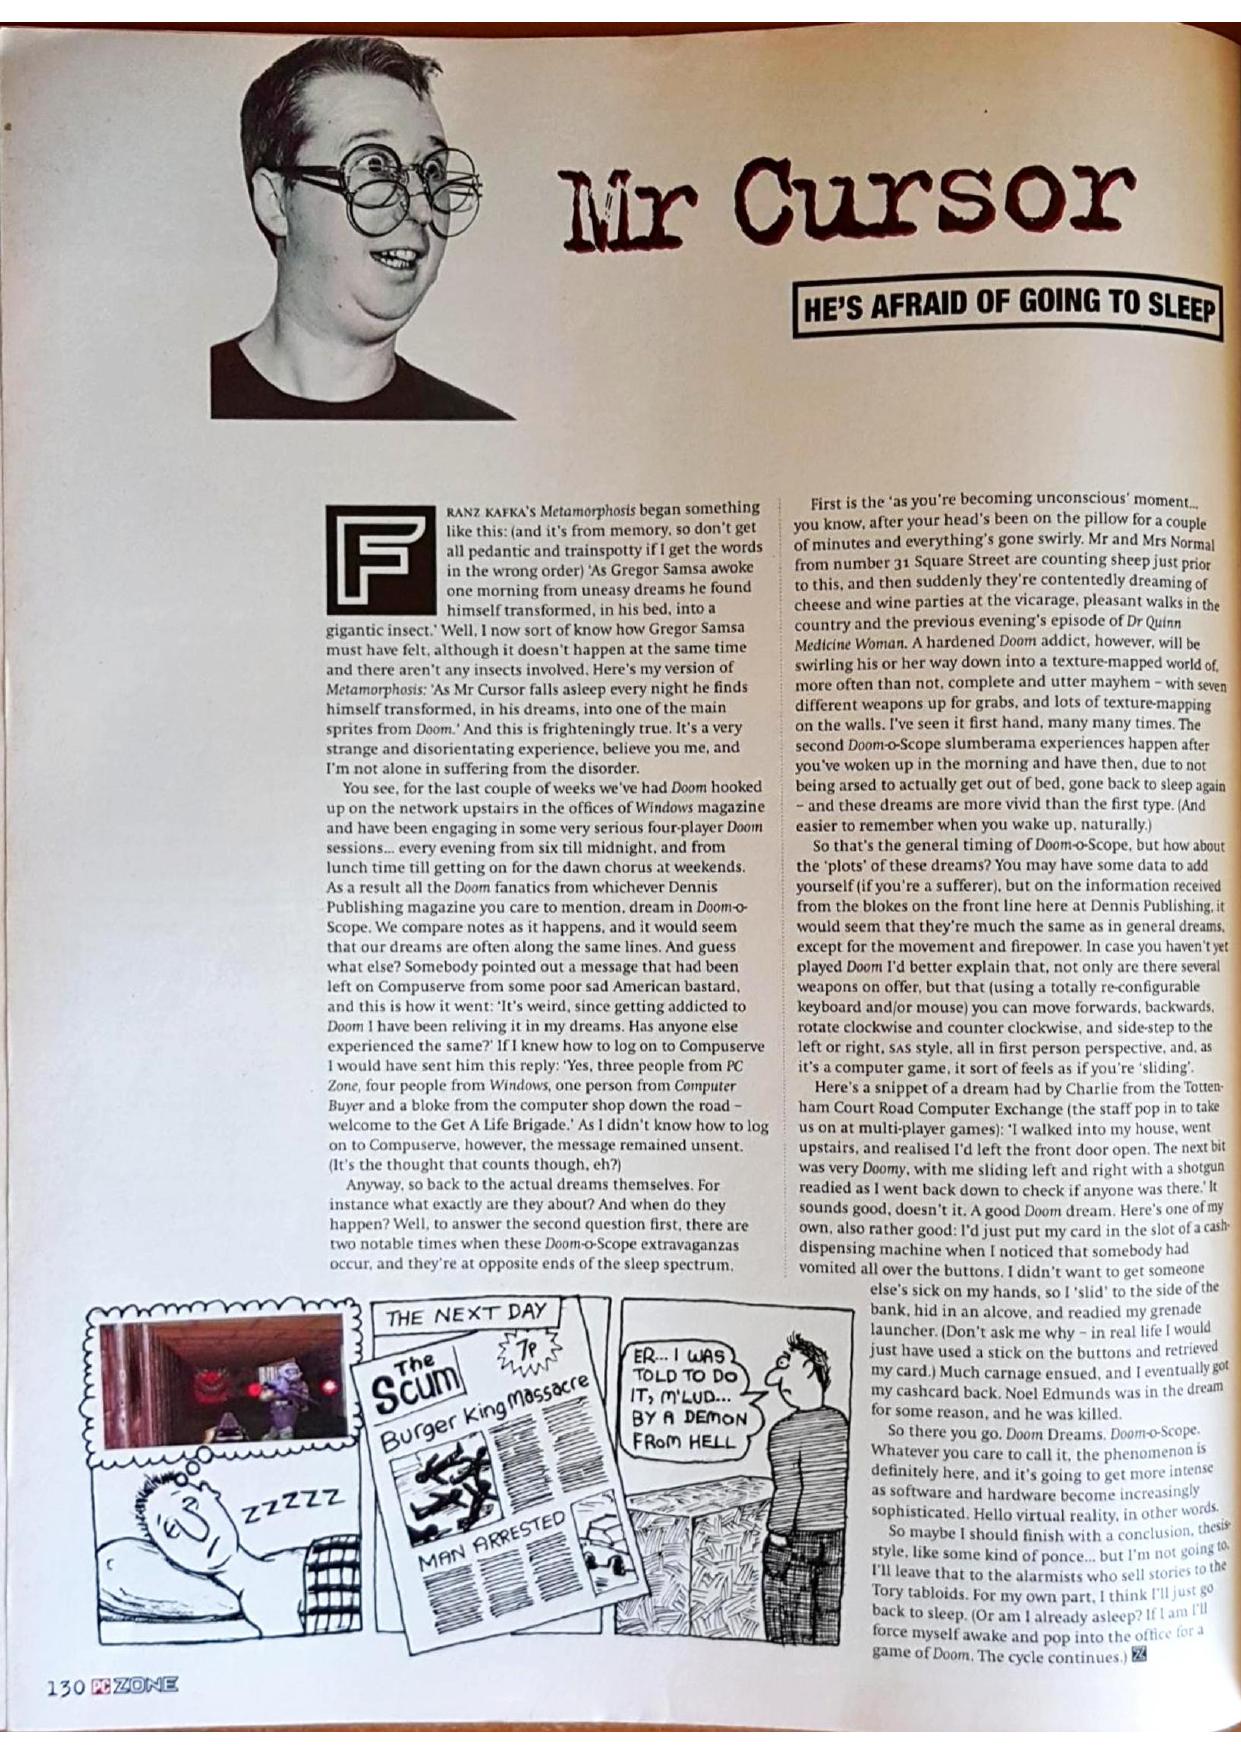 Mr Cursor
HE'S AFRAID OF GOING TO SLEEP
FRANZ KAFKA'S Metamorphosis began something
like this: (and it's from memory, so don't get
all pedantic and trainspotty if I get the words
in the wrong order) 'As Gregor Samsa awoke
one morning from uneasy dreams he found
himself transformed, in his bed, into a
gigantic insect.' Well, I now sort of know how Gregor Samsa
must have felt, although it doesn't happen at the same time
and there aren't any insects involved. Here's my version of
Metamorphosis: 'As Mr Cursor falls asleep every night he finds
himself transformed, in his dreams, into one of the main
sprites from Doom.' And this is frighteningly true. It's a very
strange and disorientating experience, believe you me, and
I'm not alone in suffering from the disorder.
You see, for the last couple of weeks we've had Doom hooked
up on the network upstairs in the offices of Windows magazine
and have been engaging in some very serious four-player Doom
sessions... every evening from six till midnight, and from
lunch time till getting on for the dawn chorus at weekends.
As a result all the Doom fanatics from whichever Dennis
Publishing magazine you care to mention, dream in Doom-o-
Scope. We compare notes as it happens, and it would seem
that our dreams are often along the same lines. And guess
what else? Somebody pointed out a message that had been
left on Compuserve from some poor sad American bastard,
and this is how it went: 'It's weird, since getting addicted to
Doom I have been reliving it in my dreams. Has anyone else
experienced the same?' If I knew how to log on to Compuserve
I would have sent him this reply: 'Yes, three people from PC
Zone, four people from Windows, one person from Computer
Buyer and a bloke from the computer shop down the road –
welcome to the Get A Life Brigade.' As I didn't know how to log
on to Compuserve, however, the message remained unsent.
(It's the thought that counts though, eh?)
Anyway, so back to the actual dreams themselves. For
instance what exactly are they about? And when do they
happen? Well, to answer the second question first, there are
two notable times when these Doom-o-Scope extravaganzas
occur, and they're at opposite ends of the sleep spectrum.
First is the 'as you're becoming unconscious' moment...
you know, after your head's been on the pillow for a couple
of minutes and everything's gone swirly. Mr and Mrs Normal
from number 31 Square Street are counting sheep just prior
to this, and then suddenly they're contentedly dreaming of
cheese and wine parties at the vicarage, pleasant walks in the
country and the previous evening's episode of Dr Quinn
Medicine Woman. A hardened Doom addict, however, will be
swirling his or her way down into a texture-mapped world of,
more often than not, complete and utter mayhem – with seven
different weapons up for grabs, and lots of texture-mapping
on the walls. I've seen it first hand, many many times. The
second Doom-o-Scope slumberama experiences happen after
you've woken up in the morning and have then, due to not
being arsed to actually get out of bed, gone back to sleep again
– and these dreams are more vivid than the first type. (And
easier to remember when you wake up, naturally.)
So that's the general timing of Doom-o-Scope, but how about
the 'plots' of these dreams? You may have some data to add
yourself (if you're a sufferer), but on the information received
from the blokes on the front line here at Dennis Publishing, it
would seem that they're much the same as in general dreams,
except for the movement and firepower. In case you haven't yet
played Doom I'd better explain that, not only are there several
weapons on offer, but that (using a totally re-configurable
keyboard and/or mouse) you can move forwards, backwards,
rotate clockwise and counter clockwise, and side-step to the
left or right, SAS style, all in first person perspective, and, as
it's a computer game, it sort of feels as if you're 'sliding'.
Here's a snippet of a dream had by Charlie from the Totten-
ham Court Road Computer Exchange (the staff pop in to take
us on at multi-player games): 'I walked into my house, went
upstairs, and realised I'd left the front door open. The next bit
was very Doomy, with me sliding left and right with a shotgun
readied as I went back down to check if anyone was there.' It
sounds good, doesn't it. A good Doom dream. Here's one of my
own, also rather good: I'd just put my card in the slot of a cash-
dispensing machine when I noticed that somebody had
vomited all over the buttons. I didn't want to get someone
else's sick on my hands, so I 'slid' to the side of the
bank, hid in an alcove, and readied my grenade
launcher. (Don't ask me why – in real life I would
just have used a stick on the buttons and retrieved
my card.) Much carnage ensued, and I eventually got
my cashcard back. Noel Edmunds was in the dream
for some reason, and he was killed.
So there you go. Doom Dreams. Doom-o-Scope.
Whatever you care to call it, the phenomenon is
definitely here, and it's going to get more intense
as software and hardware become increasingly
sophisticated. Hello virtual reality, in other words.
So maybe I should finish with a conclusion, thesis-
style, like some kind of ponce... but I'm not going to.
I'll leave that to the alarmists who sell stories to the
Tory tabloids. For my own part, I think I'll just go
back to sleep. (Or am I already asleep? If I am I'll
force myself awake and pop into the office for a
game of Doom. The cycle continues.)
ZZZZZ
THE NEXT DAY
The
Scum
7p
Burger King Massacre
MAN ARRESTED
ER... I WAS
TOLD TO DO
IT, M'LUD...
BY A DEMON
FROM HELL
130 PC ZONE